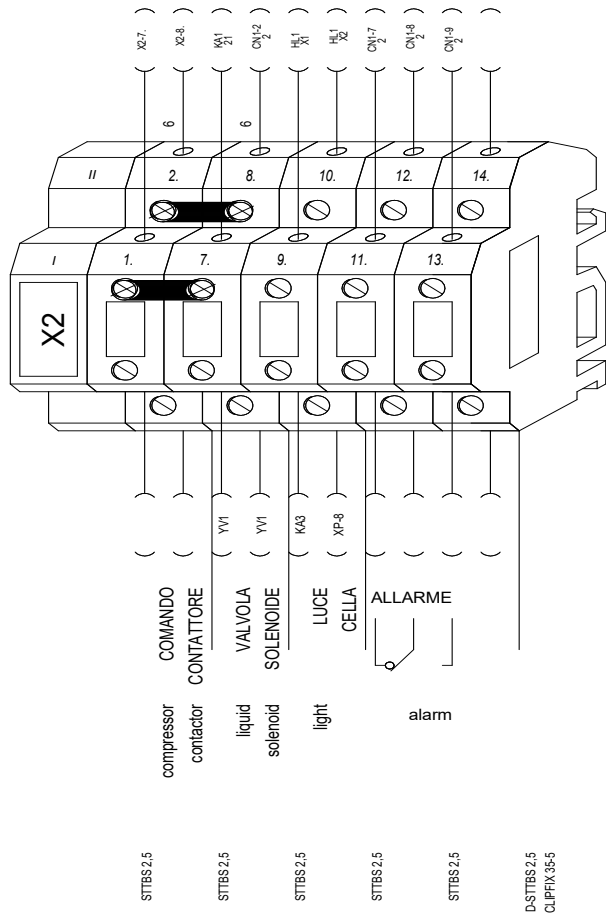 X2-7.
X2-8.
KA1
21
CN1-2
2
HL1
X1
HL1
X2
CN1-7
2
CN1-8
2
CN1-9
2
6
6
II
2.
8.
10.
12.
14.
I
1.
7.
9.
11.
13.
X2
YV1
YV1
KA3
XP-8
COMANDO
CONTATTORE
VALVOLA
SOLENOIDE
LUCE
CELLA
ALLARME
compressor
contactor
liquid
solenoid
light
alarm
STTBS 2,5
STTBS 2,5
STTBS 2,5
STTBS 2,5
STTBS 2,5
D-STTBS 2,5
CLIPFIX 35-5